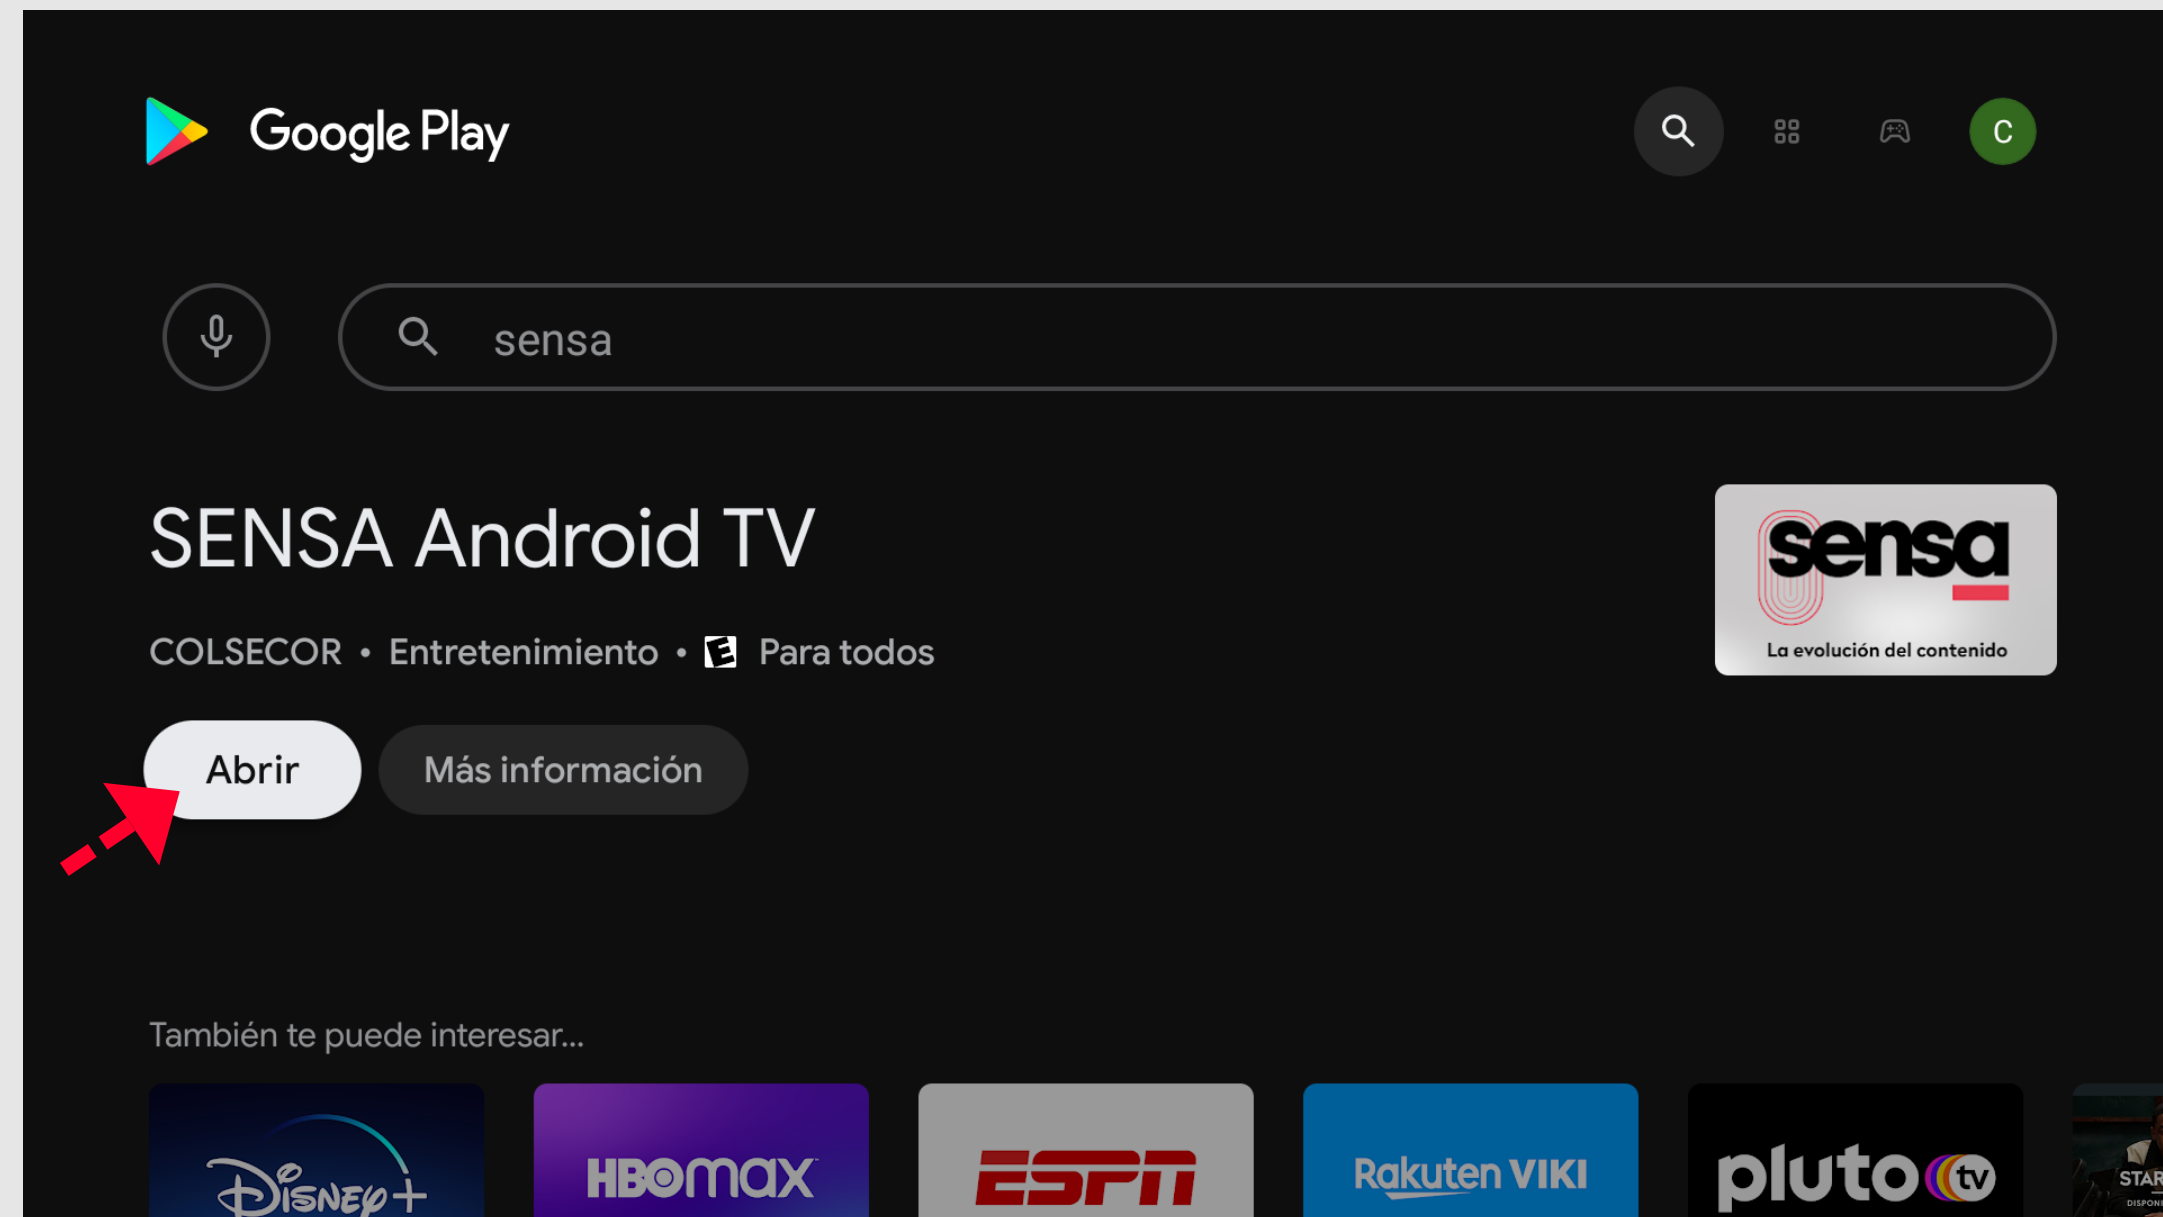 Google Play
C
sensa
SENSA Android TV
sensa
La evolución del contenido
COLSECOR • Entretenimiento • E Para todos
Abrir
Más información
También te puede interesar...
Disney+
HBOmax
ESPN
Rakuten VIKI
pluto tv